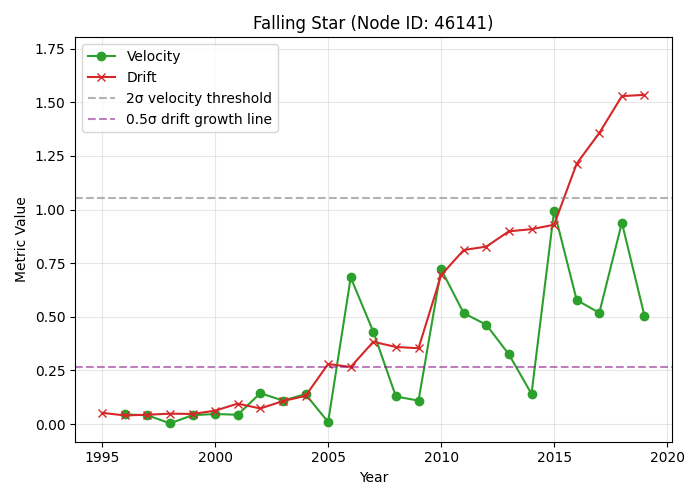 Falling Star (Node ID: 46141)
Velocity
Drift
2σ velocity threshold
0.5σ drift growth line
Metric Value
1.75
1.50
1.25
1.00
0.75
0.50
0.25
0.00
1995 2000 2005 2010 2015 2020
Year